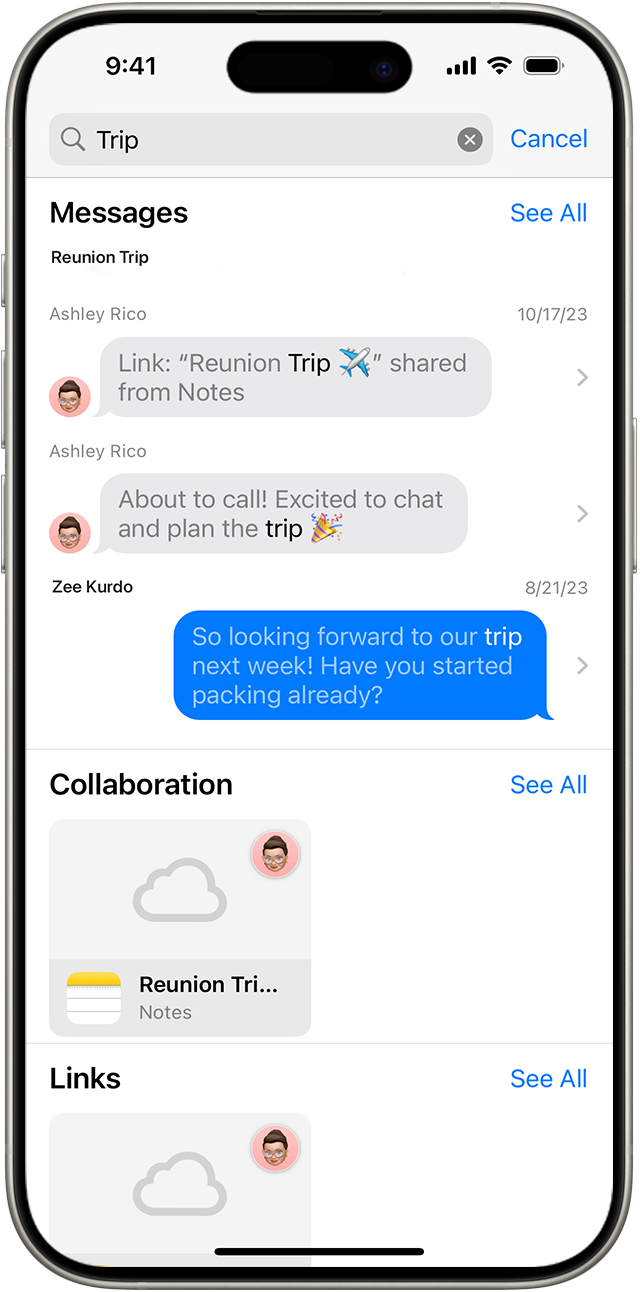 9:41
Trip
Cancel
Messages
See All
Reunion Trip
Ashley Rico
10/17/23
Link: “Reunion Trip ✈️” shared
from Notes
Ashley Rico
About to call! Excited to chat
and plan the trip 🎉
Zee Kurdo
8/21/23
So looking forward to our trip
next week! Have you started
packing already?
Collaboration
See All
Reunion Tri...
Notes
Links
See All